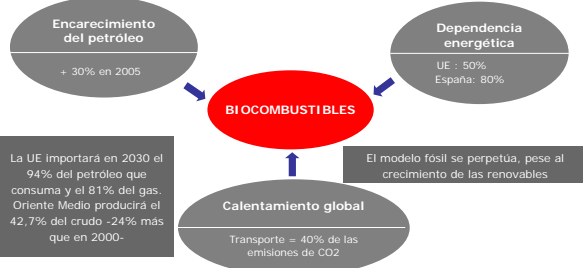 Encarecimiento
del petróleo
+ 30% en 2005
Dependencia
energética
UE : 50%
España: 80%
BIOCOMBUSTIBLES
La UE importará en 2030 el
94% del petróleo que
consuma y el 81% del gas.
Oriente Medio producirá el
42,7% del crudo -24% más
que en 2000-
El modelo fósil se perpetúa, pese al
crecimiento de las renovables
Calentamiento global
Transporte = 40% de las
emisiones de CO2